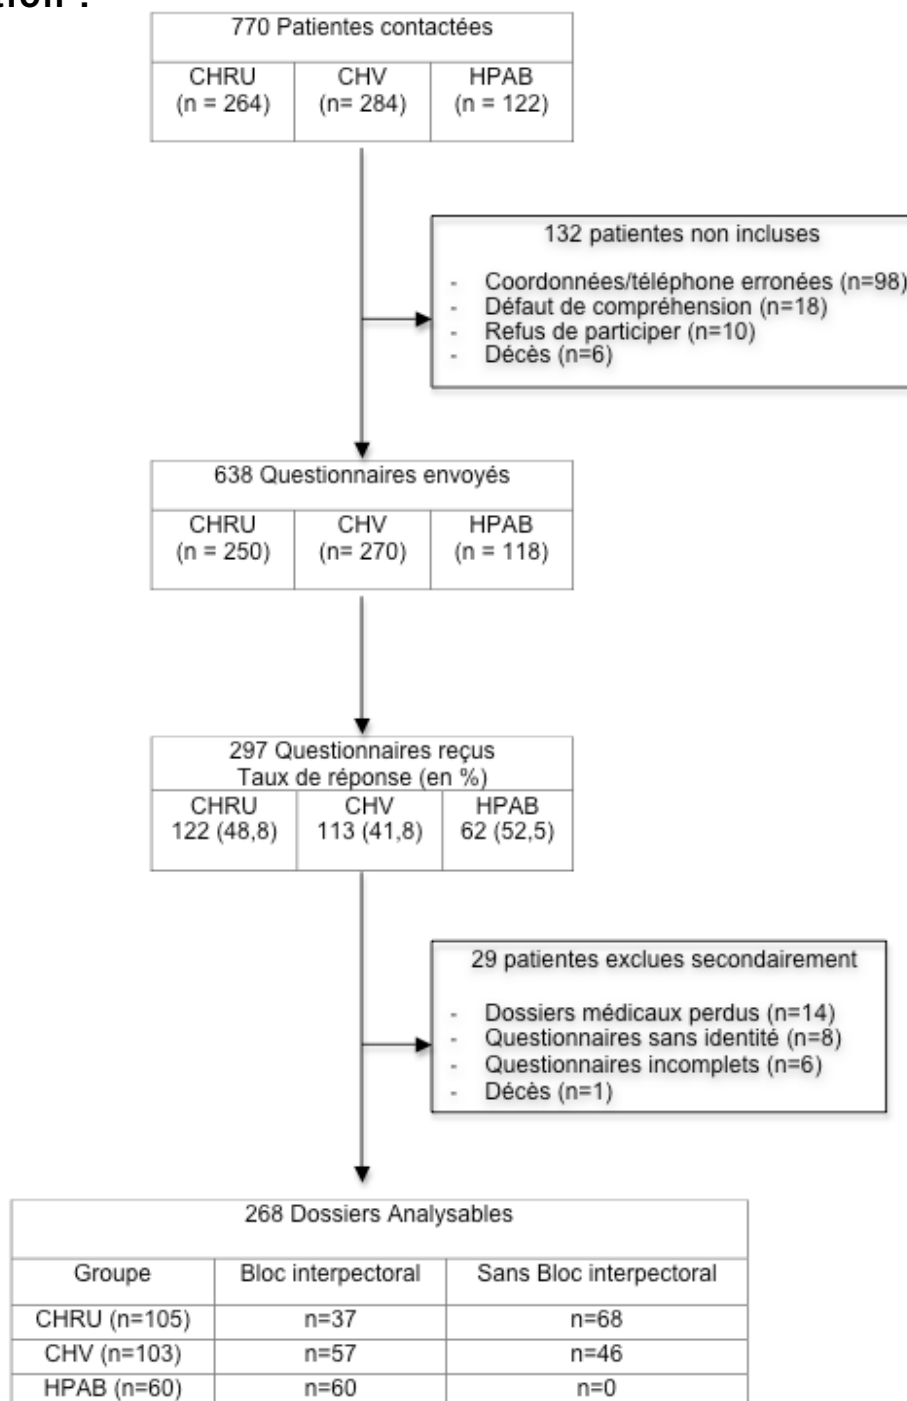 tion :
770 Patientes contactées
CHRU CHV HPAB
(n = 264) (n= 284) (n = 122)
132 patientes non incluses
- Coordonnées/téléphone erronées (n=98)
- Défaut de compréhension (n=18)
- Refus de participer (n=10)
- Décès (n=6)
638 Questionnaires envoyés
CHRU CHV HPAB
(n = 250) (n= 270) (n = 118)
297 Questionnaires reçus
Taux de réponse (en %)
CHRU CHV HPAB
122 (48,8) 113 (41,8) 62 (52,5)
29 patientes exclues secondairement
- Dossiers médicaux perdus (n=14)
- Questionnaires sans identité (n=8)
- Questionnaires incomplets (n=6)
- Décès (n=1)
268 Dossiers Analysables
Groupe Bloc interpectoral Sans Bloc interpectoral
CHRU (n=105) n=37 n=68
CHV (n=103) n=57 n=46
HPAB (n=60) n=60 n=0